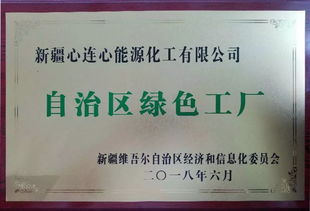 新疆心连心能源化工有限公司
自治区绿色工厂
新疆维吾尔自治区经济和信息化委员会
二〇一八年六月